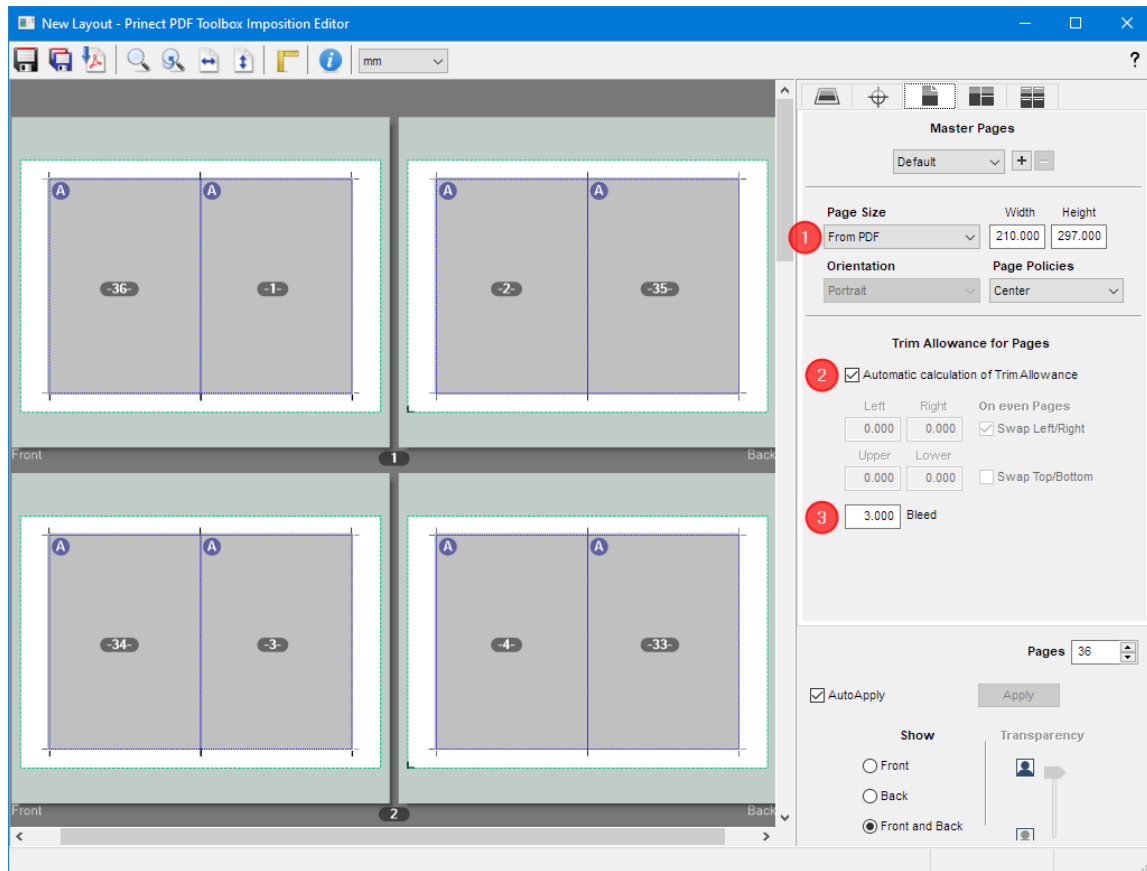 New Layout - Prinect PDF Toolbox Imposition Editor
mm
?
A A
-36- -1-
A A
-2- -35-
Front 1 Back
A A
-34- -3-
A A
-4- -33-
Front 2 Back
Master Pages
Default + -
Page Size Width Height
1 From PDF 210.000 297.000
Orientation Page Policies
Portrait Center
Trim Allowance for Pages
2 Automatic calculation of TrimAllowance
Left Right On even Pages
0.000 0.000 Swap Left/Right
Upper Lower
0.000 0.000 Swap Top/Bottom
3 3.000 Bleed
Pages 36
AutoApply Apply
Show Transparency
Front
Back
Front and Back